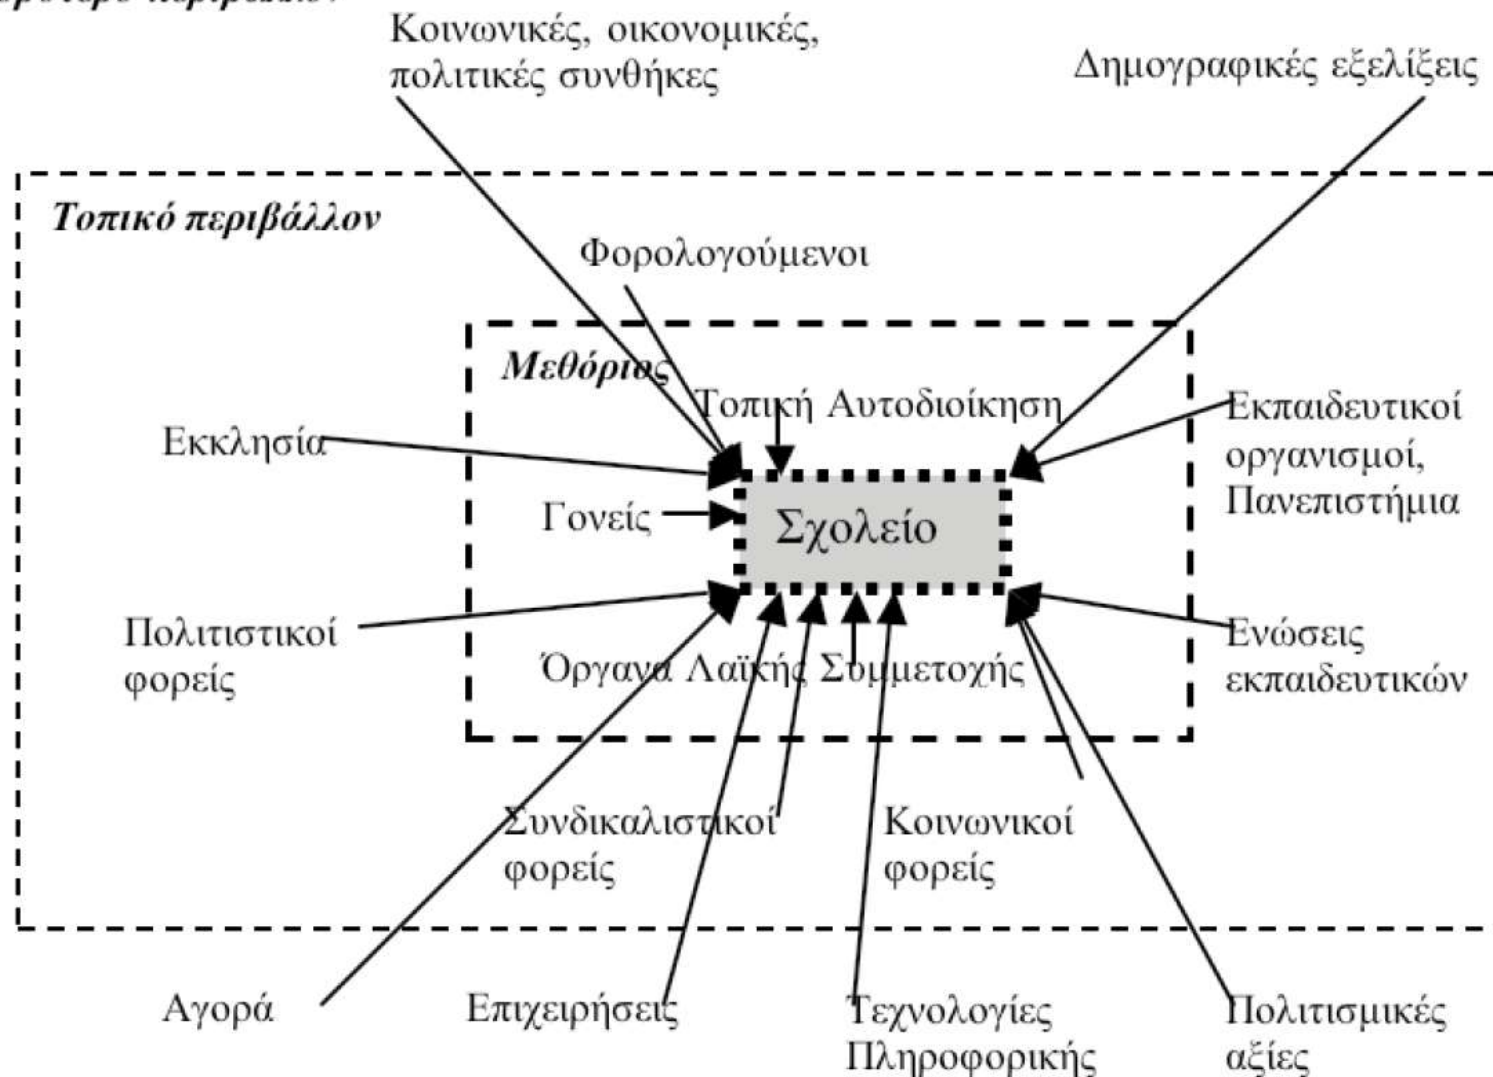 περιβάλλον
Κοινωνικές, οικονομικές,
πολιτικές συνθήκες
Δημογραφικές εξελίξεις
Τοπικό περιβάλλον
Φορολογούμενοι
Μεθόριος
Τοπική Αυτοδιοίκηση
Εκκλησία
Εκπαιδευτικοί
οργανισμοί,
Πανεπιστήμια
Γονείς
Σχολείο
Πολιτιστικοί
φορείς
Όργανα Λαϊκής Συμμετοχής
Ενώσεις
εκπαιδευτικών
Συνδικαλιστικοί
φορείς
Κοινωνικοί
φορείς
Αγορά
Επιχειρήσεις
Τεχνολογίες
Πληροφορικής
Πολιτισμικές
αξίες